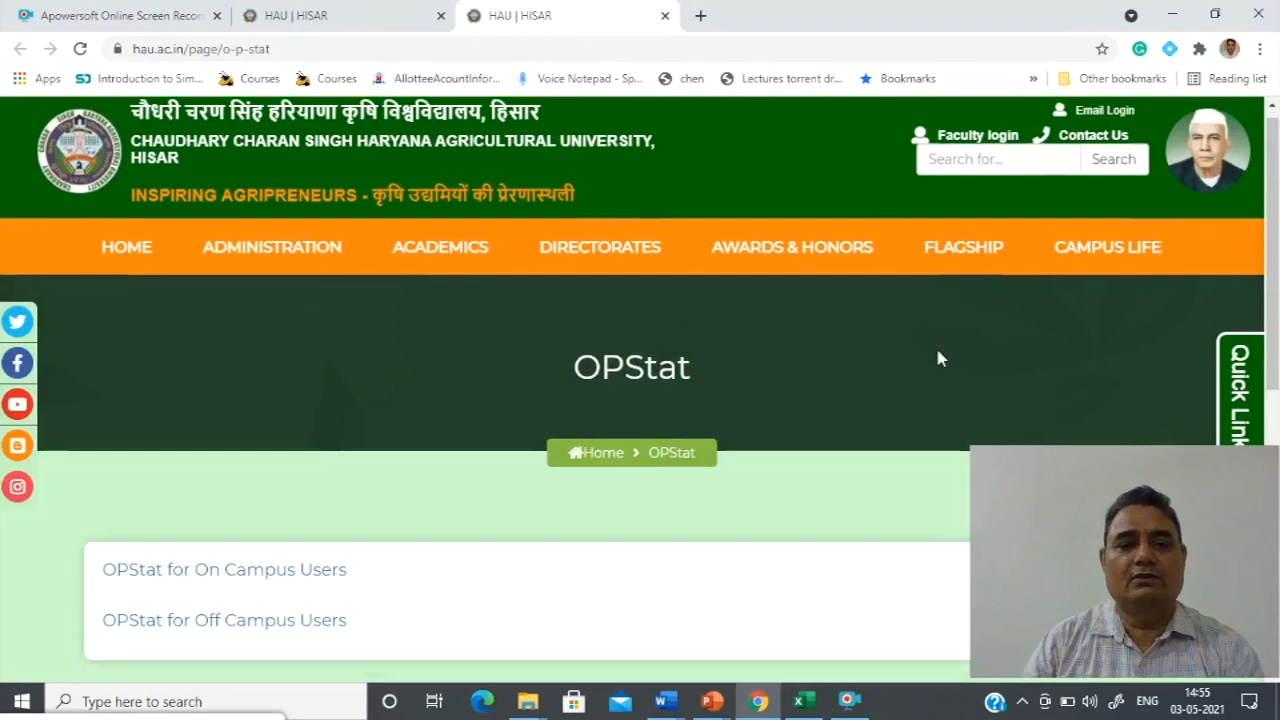 Apowersoft Online Screen Recor
HAU | HISAR
HAU | HISAR
hau.ac.in/page/o-p-stat
Apps
Introduction to Sim...
Courses
Courses
AllotteeAcountInfor...
Voice Notepad - Sp...
chen
Lectures torrent dr...
Bookmarks
»
Other bookmarks
Reading list
चौधरी चरण सिंह हरियाणा कृषि विश्वविद्यालय, हिसार
CHAUDHARY CHARAN SINGH HARYANA AGRICULTURAL UNIVERSITY,
HISAR
INSPIRING AGRIPRENEURS - कृषि उद्यमियों की प्रेरणास्थली
Email Login
Faculty login
Contact Us
Search for...
Search
HOME
ADMINISTRATION
ACADEMICS
DIRECTORATES
AWARDS & HONORS
FLAGSHIP
CAMPUS LIFE
OPStat
Home > OPStat
Quick Link
OPStat for On Campus Users
OPStat for Off Campus Users
Type here to search
ENG
14:55
03-05-2021